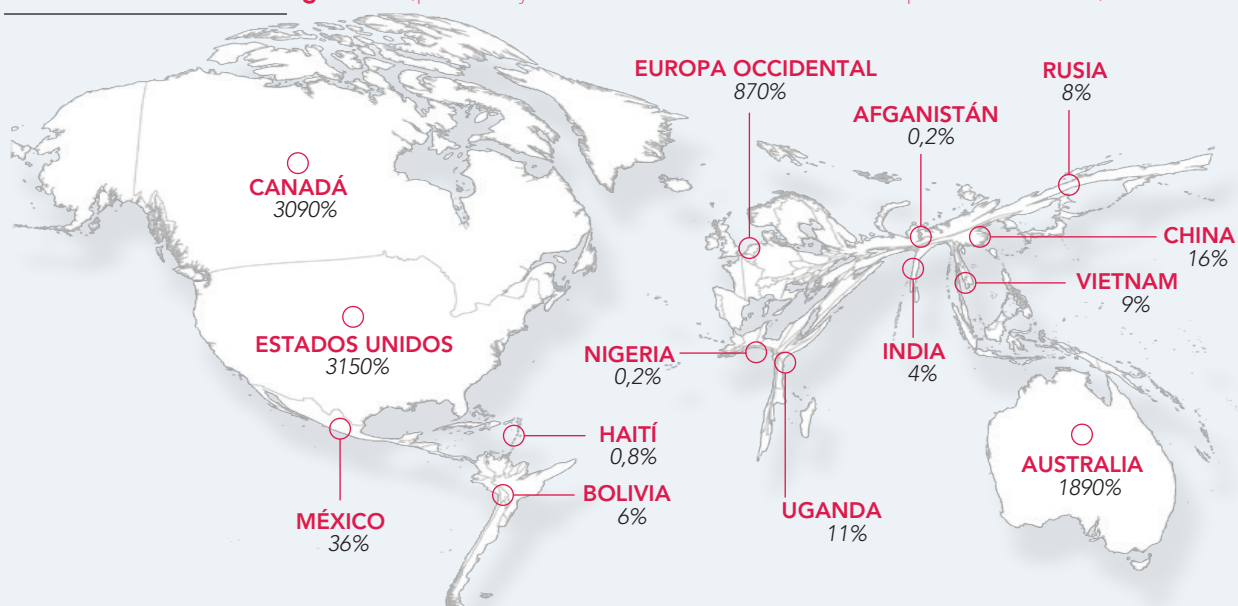 EUROPA OCCIDENTAL
870%
RUSIA
8%
AFGANISTÁN
0,2%
CANADÁ
3090%
CHINA
16%
VIETNAM
9%
ESTADOS UNIDOS
3150%
NIGERIA
0,2%
INDIA
4%
HAITÍ
0,8%
AUSTRALIA
1890%
BOLIVIA
6%
UGANDA
11%
MÉXICO
36%